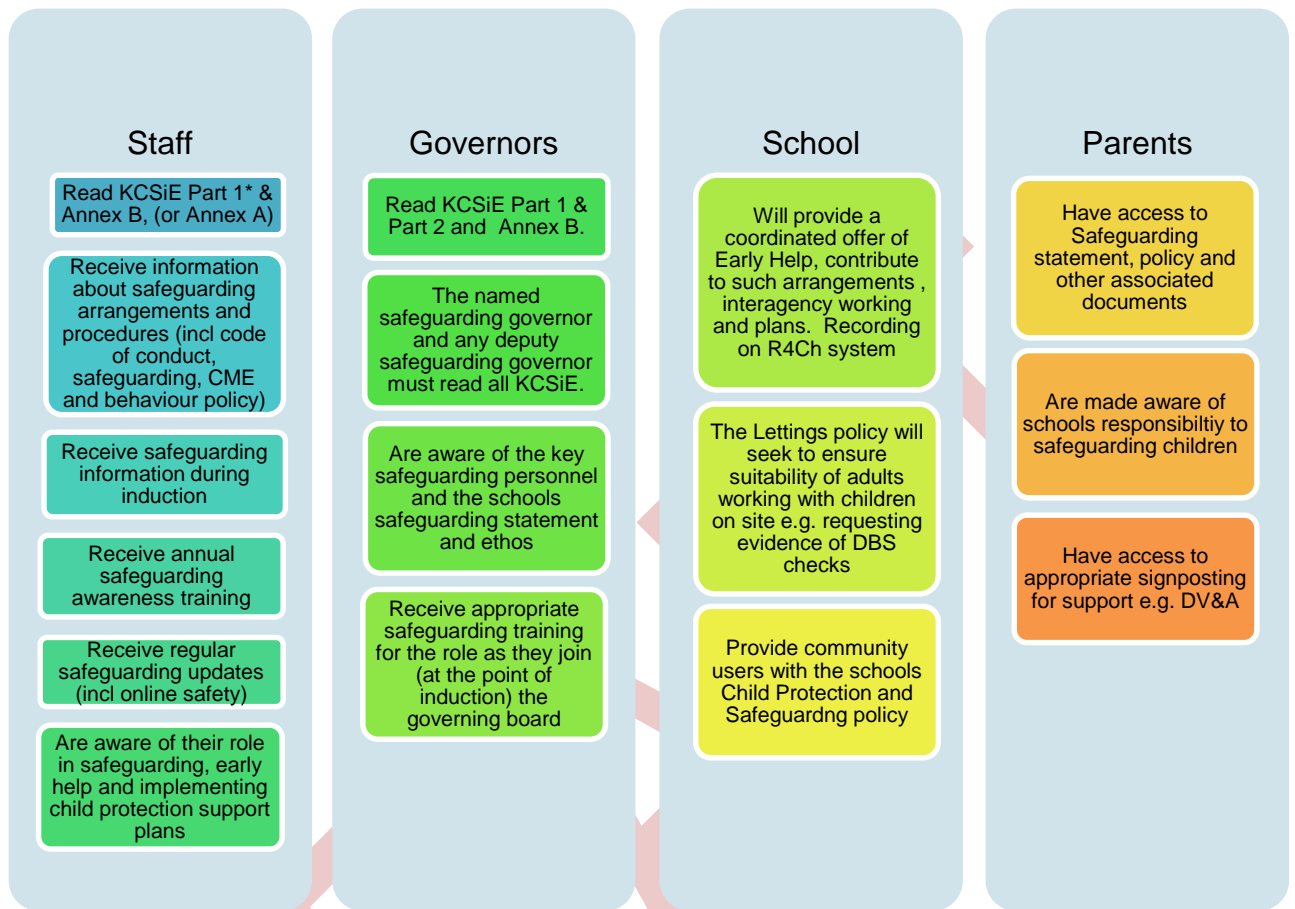 Staff
Read KCSiE Part 1* &
Annex B, (or Annex A)
Receive information
about safeguarding
arrangements and
procedures (incl code
of conduct,
safeguarding, CME
and behaviour policy)
Receive safeguarding
information during
induction
Receive annual
safeguarding
awareness training
Receive regular
safeguarding updates
(incl online safety)
Are aware of their role
in safeguarding, early
help and implementing
child protection support
plans
Governors
Read KCSiE Part 1 &
Part 2 and Annex B.
The named
safeguarding governor
and any deputy
safeguarding governor
must read all KCSiE.
Are aware of the key
safeguarding personnel
and the schools
safeguarding statement
and ethos
Receive appropriate
safeguarding training
for the role as they join
(at the point of
induction) the
governing board
School
Will provide a
coordinated offer of
Early Help, contribute
to such arrangements ,
interagency working
and plans. Recording
on R4Ch system
The Lettings policy will
seek to ensure
suitability of adults
working with children
on site e.g. requesting
evidence of DBS
checks
Provide community
users with the schools
Child Protection and
Safeguardng policy
Parents
Have access to
Safeguarding
statement, policy and
other associated
documents
Are made aware of
schools responsibiltiy to
safeguarding children
Have access to
appropriate signposting
for support e.g. DV&A